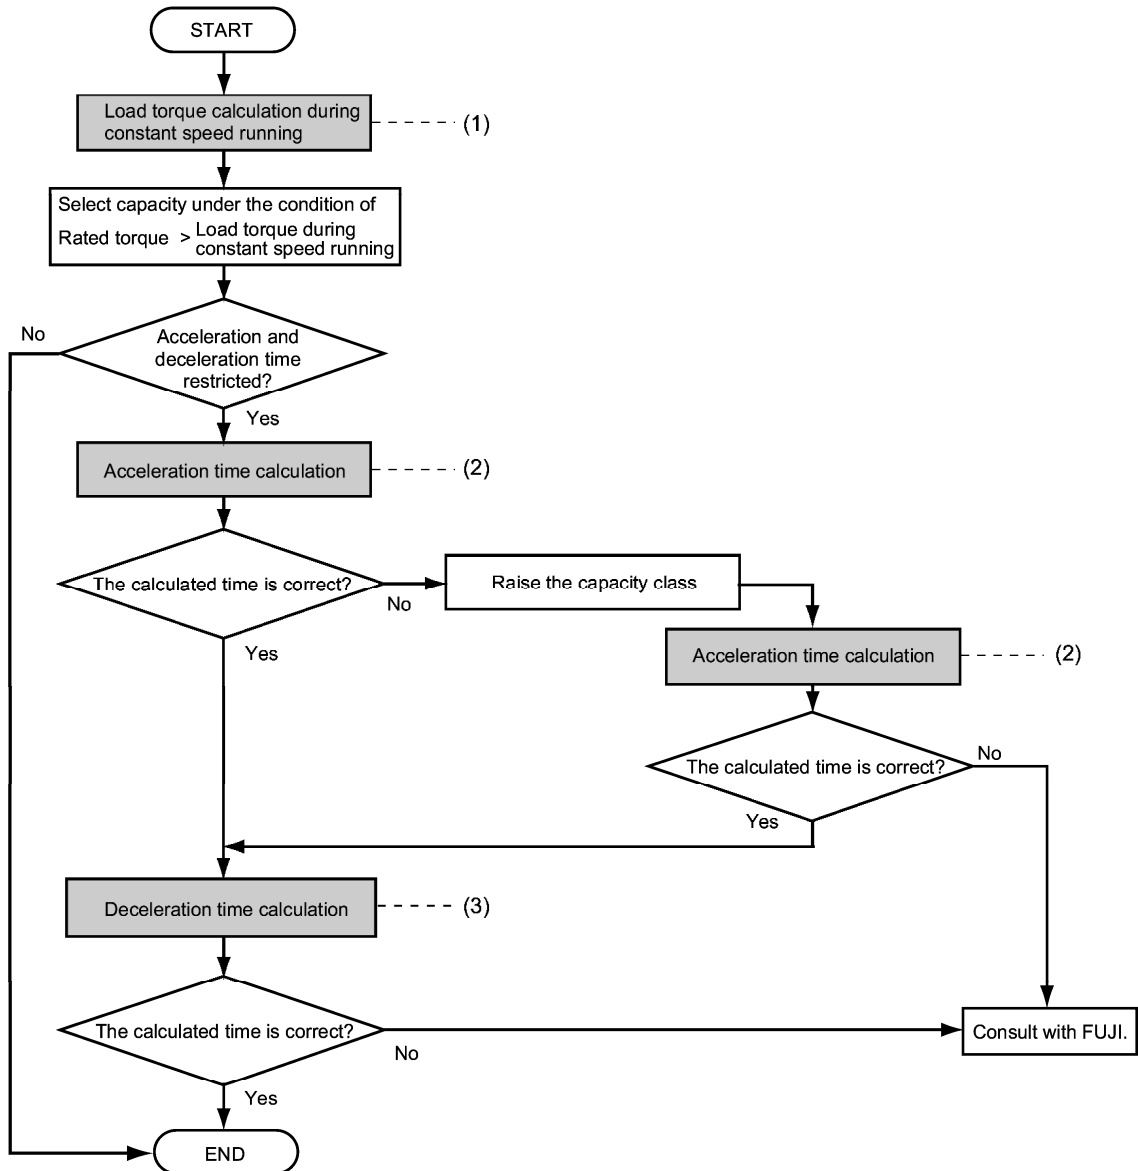 START
Load torque calculation during
constant speed running
(1)
Select capacity under the condition of
Rated torque > Load torque during
constant speed running
No
Acceleration and
deceleration time
restricted?
Yes
Acceleration time calculation
(2)
The calculated time is correct?
No
Raise the capacity class
Yes
Acceleration time calculation
(2)
The calculated time is correct?
No
Yes
Deceleration time calculation
(3)
The calculated time is correct?
No
Consult with FUJI.
Yes
END